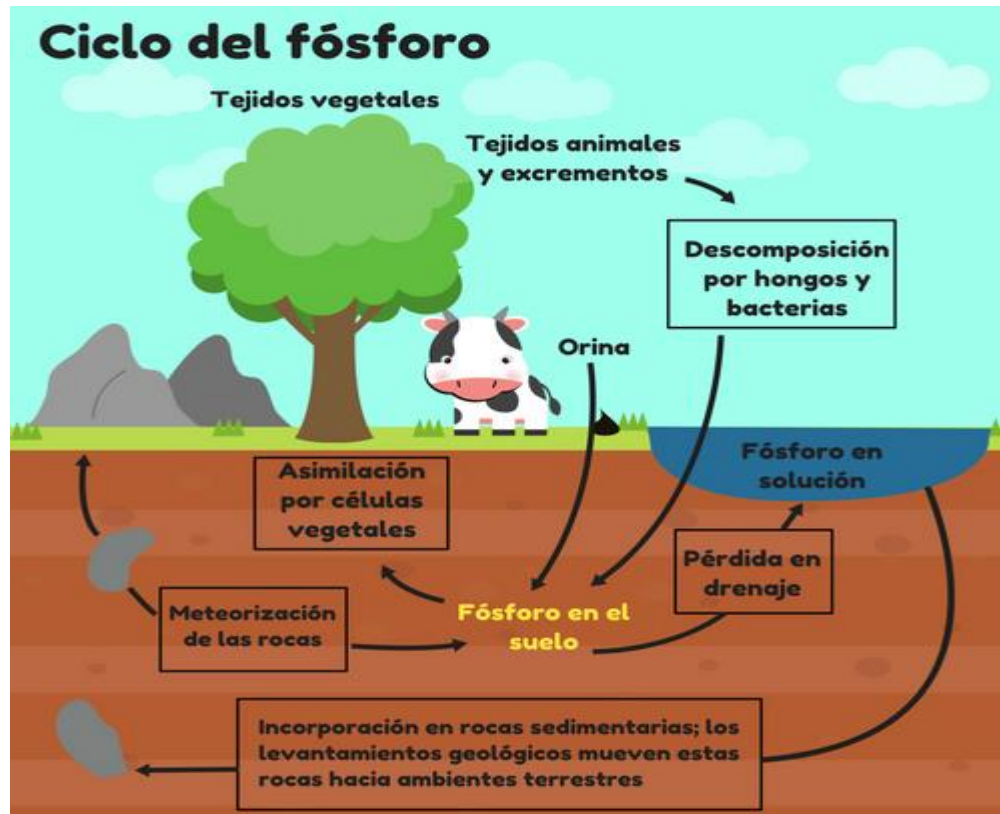 Ciclo del fósforo
Tejidos vegetales
Tejidos animales
y excrementos
Descomposición
por hongos y
bacterias
Orina
Fósforo en
solución
Asimilación
por células
vegetales
Pérdida en
drenaje
Meteorización
de las rocas
Fósforo en el
suelo
Incorporación en rocas sedimentarias; los
levantamientos geológicos mueven estas
rocas hacia ambientes terrestres